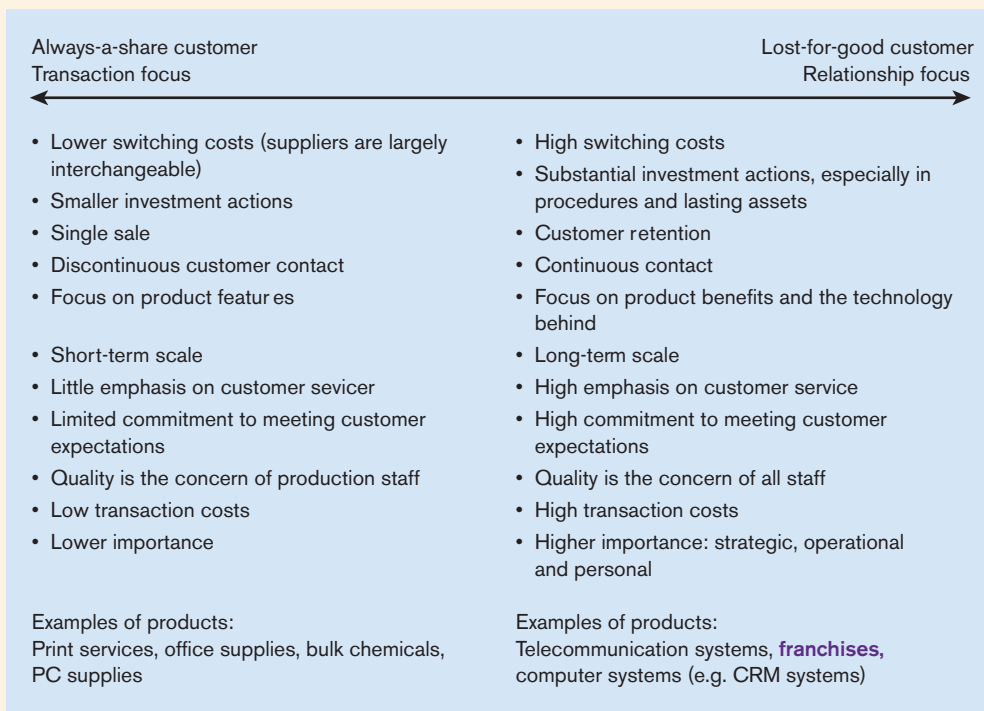 Always-a-share customer
Transaction focus
Lost-for-good customer
Relationship focus
• Lower switching costs (suppliers are largely
interchangeable)
• Smaller investment actions
• Single sale
• Discontinuous customer contact
• Focus on product featur es
• Short-term scale
• Little emphasis on customer sevicer
• Limited commitment to meeting customer
expectations
• Quality is the concern of production staff
• Low transaction costs
• Lower importance
Examples of products:
Print services, office supplies, bulk chemicals,
PC supplies
• High switching costs
• Substantial investment actions, especially in
procedures and lasting assets
• Customer retention
• Continuous contact
• Focus on product benefits and the technology
behind
• Long-term scale
• High emphasis on customer service
• High commitment to meeting customer
expectations
• Quality is the concern of all staff
• High transaction costs
• Higher importance: strategic, operational
and personal
Examples of products:
Telecommunication systems, franchises,
computer systems (e.g. CRM systems)